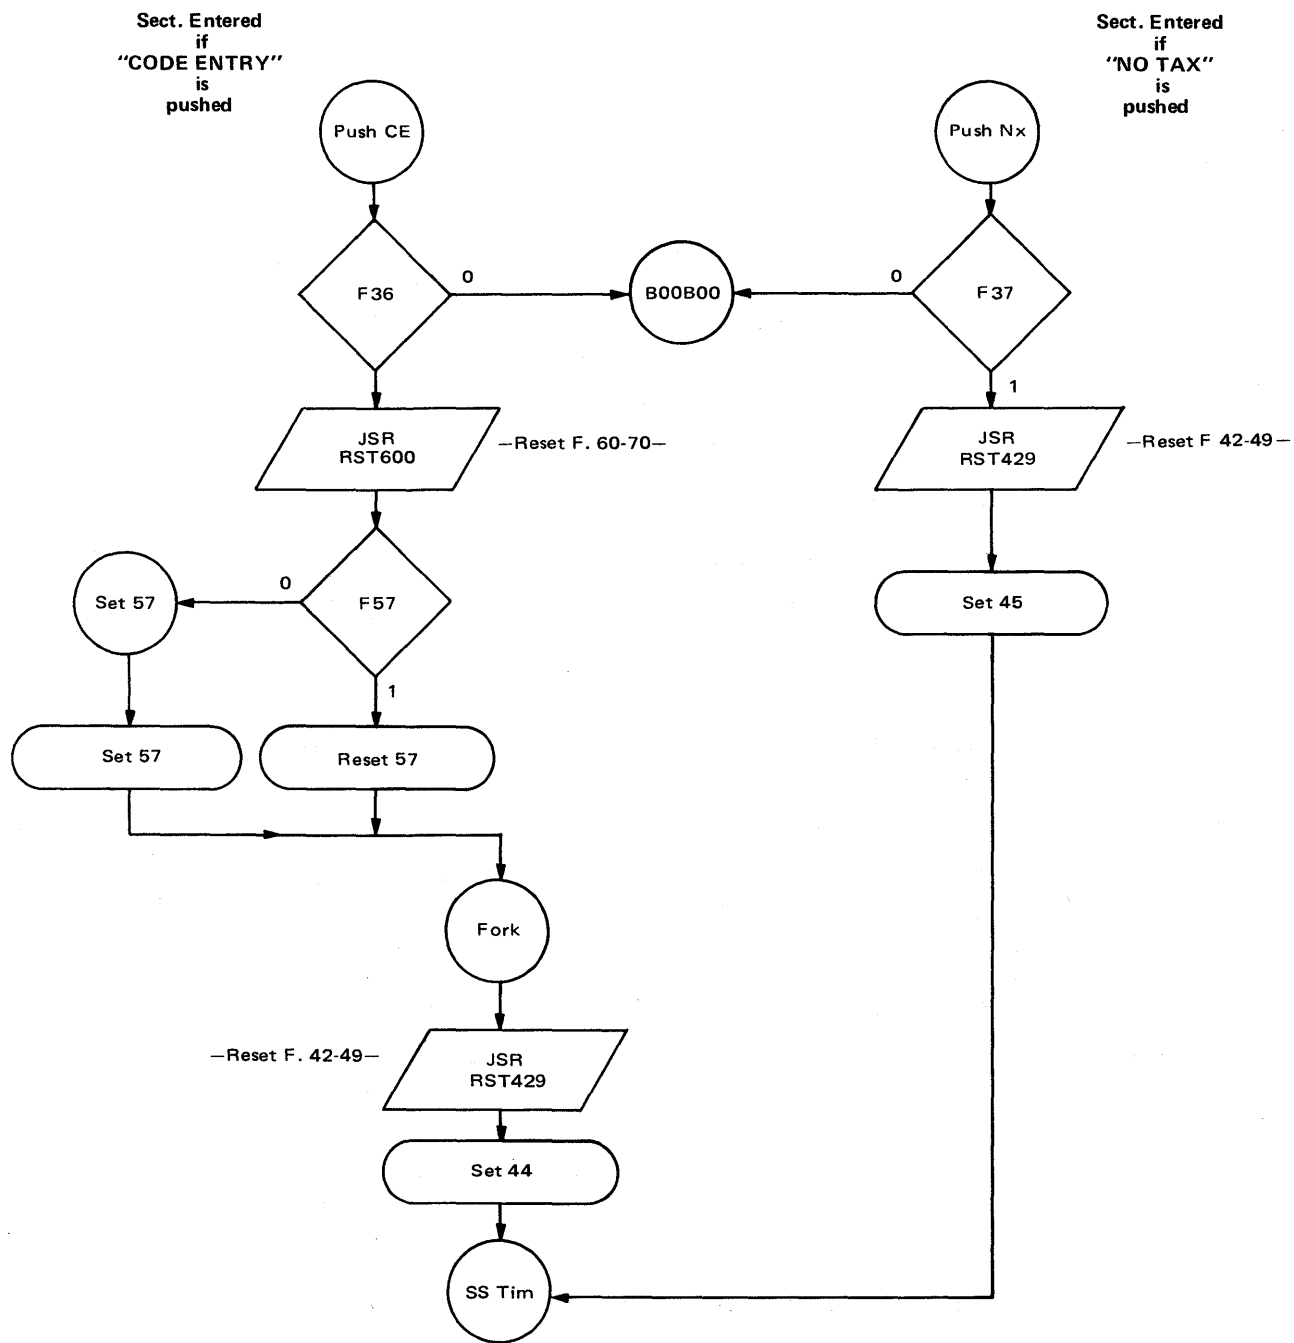 Sect. Entered
if
"CODE ENTRY"
is
pushed
Sect. Entered
if
"NO TAX"
is
pushed
Push CE
Push Nx
F36
0
B00B00
0
F37
1
JSR
RST600
—Reset F. 60-70—
JSR
RST429
—Reset F 42-49—
Set 57
0
F57
1
Set 45
Set 57
Reset 57
Fork
—Reset F. 42-49—
JSR
RST429
Set 44
SS Tim